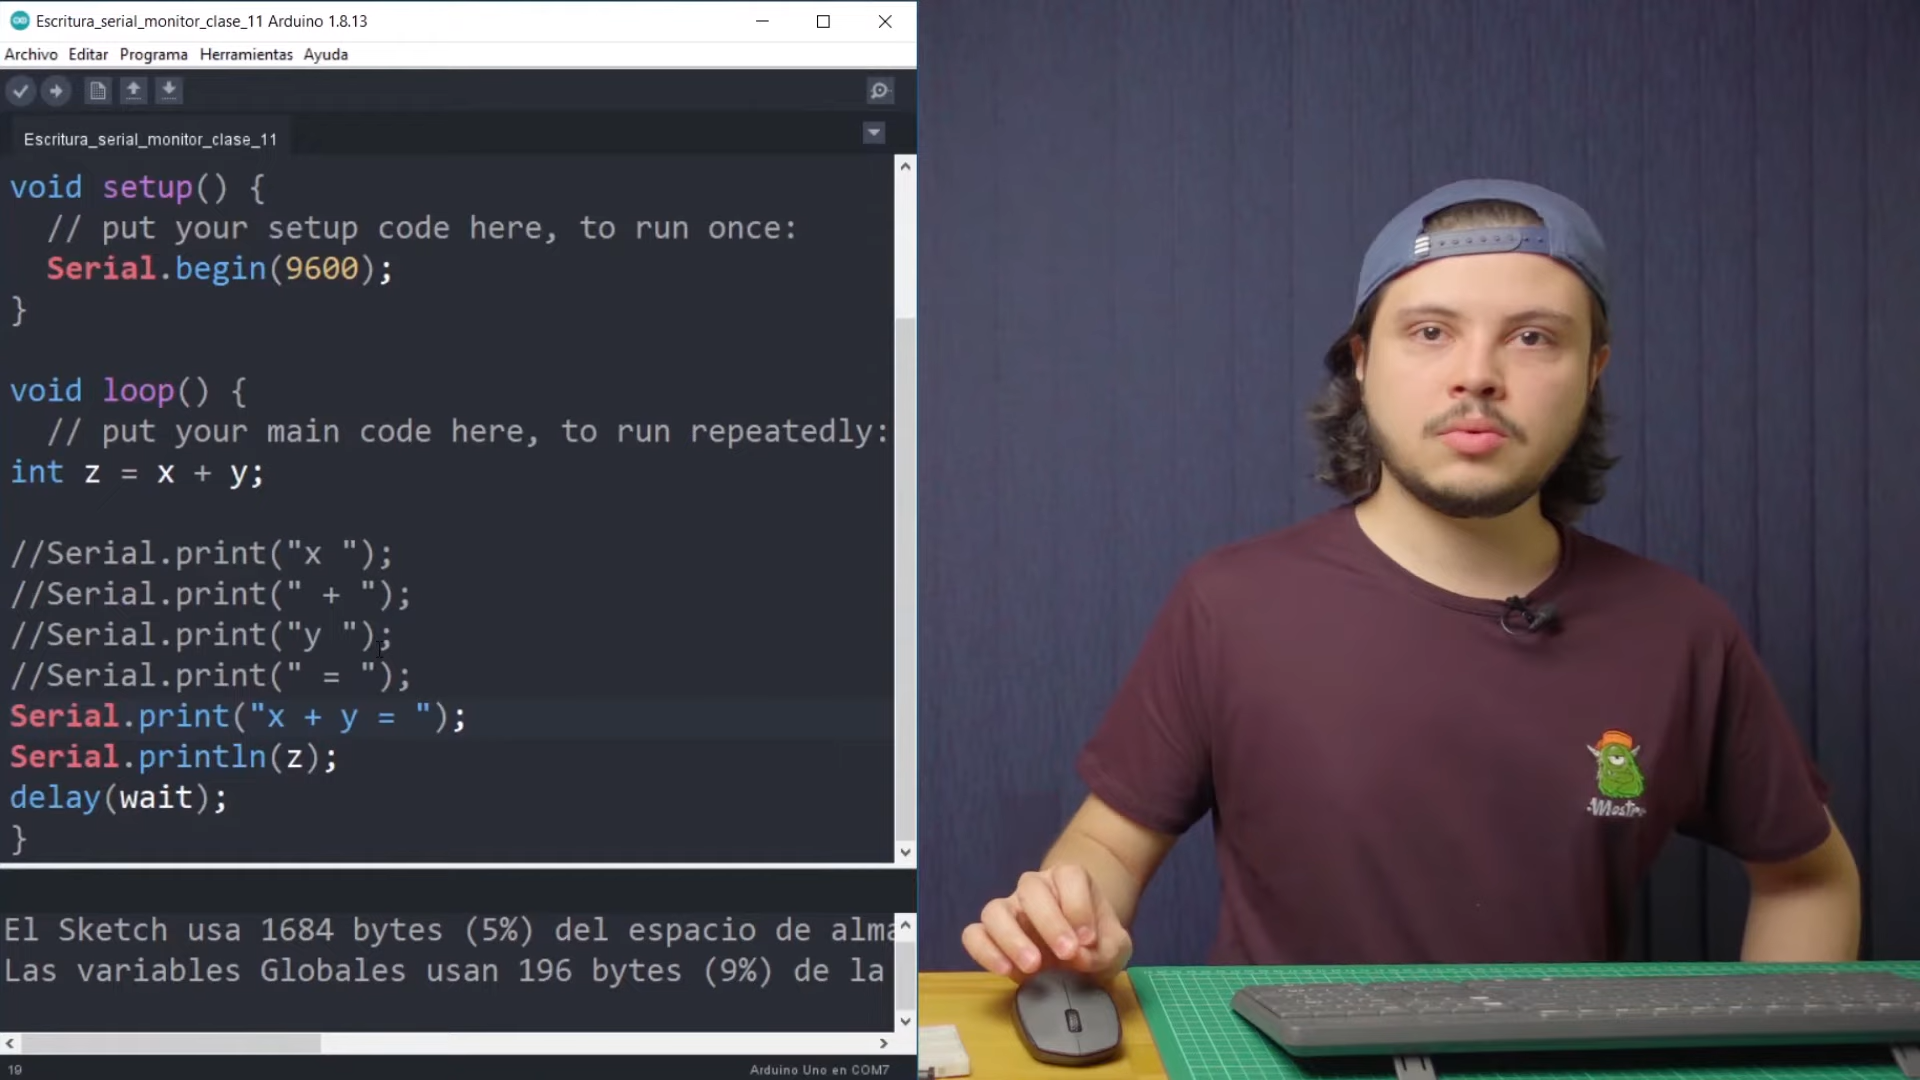 Escritura_serial_monitor_clase_11 Arduino 1.8.13
Archivo Editar Programa Herramientas Ayuda
Escritura_serial_monitor_clase_11
void setup() {
  // put your setup code here, to run once:
  Serial.begin(9600);
}
void loop() {
  // put your main code here, to run repeatedly:
int z = x + y;
//Serial.print("x ");
//Serial.print(" + ");
//Serial.print("y ");
//Serial.print(" = ");
Serial.print("x + y = ");
Serial.println(z);
delay(wait);
}
El Sketch usa 1684 bytes (5%) del espacio de alma
Las variables Globales usan 196 bytes (9%) de la
19
Arduino Uno en COM7